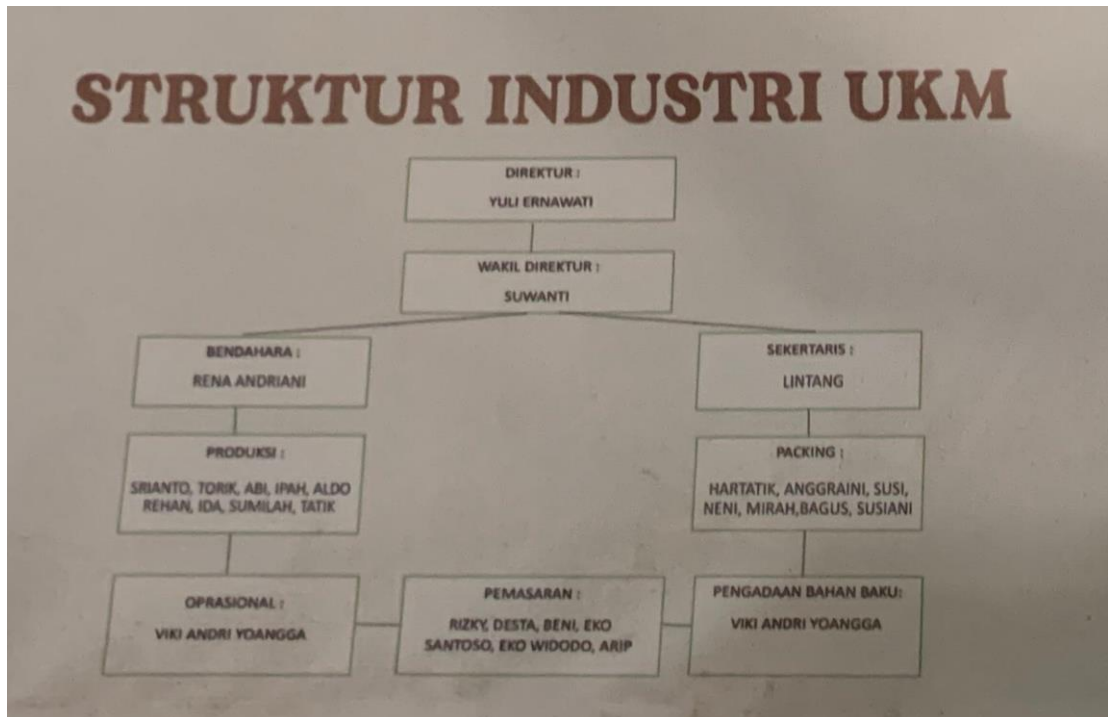 STRUKTUR INDUSTRI UKM
DIREKTUR :
YULI ERNAWATI
WAKIL DIREKTUR :
SUWANTI
BENDAHARA :
RENA ANDRIANI
SEKERTARIS :
LINTANG
PRODUKSI :
SRIANTO, TORIK, ABI, IPAH, ALDO
REHAN, IDA, SUMILAH, TATIK
PACKING :
HARTATIK, ANGGRAINI, SUSI,
NENI, MIRAH,BAGUS, SUSIANI
OPRASIONAL :
VIKI ANDRI YOANGGA
PEMASARAN :
RIZKY, DESTA, BENI, EKO
SANTOSO, EKO WIDODO, ARIP
PENGADAAN BAHAN BAKU:
VIKI ANDRI YOANGGA